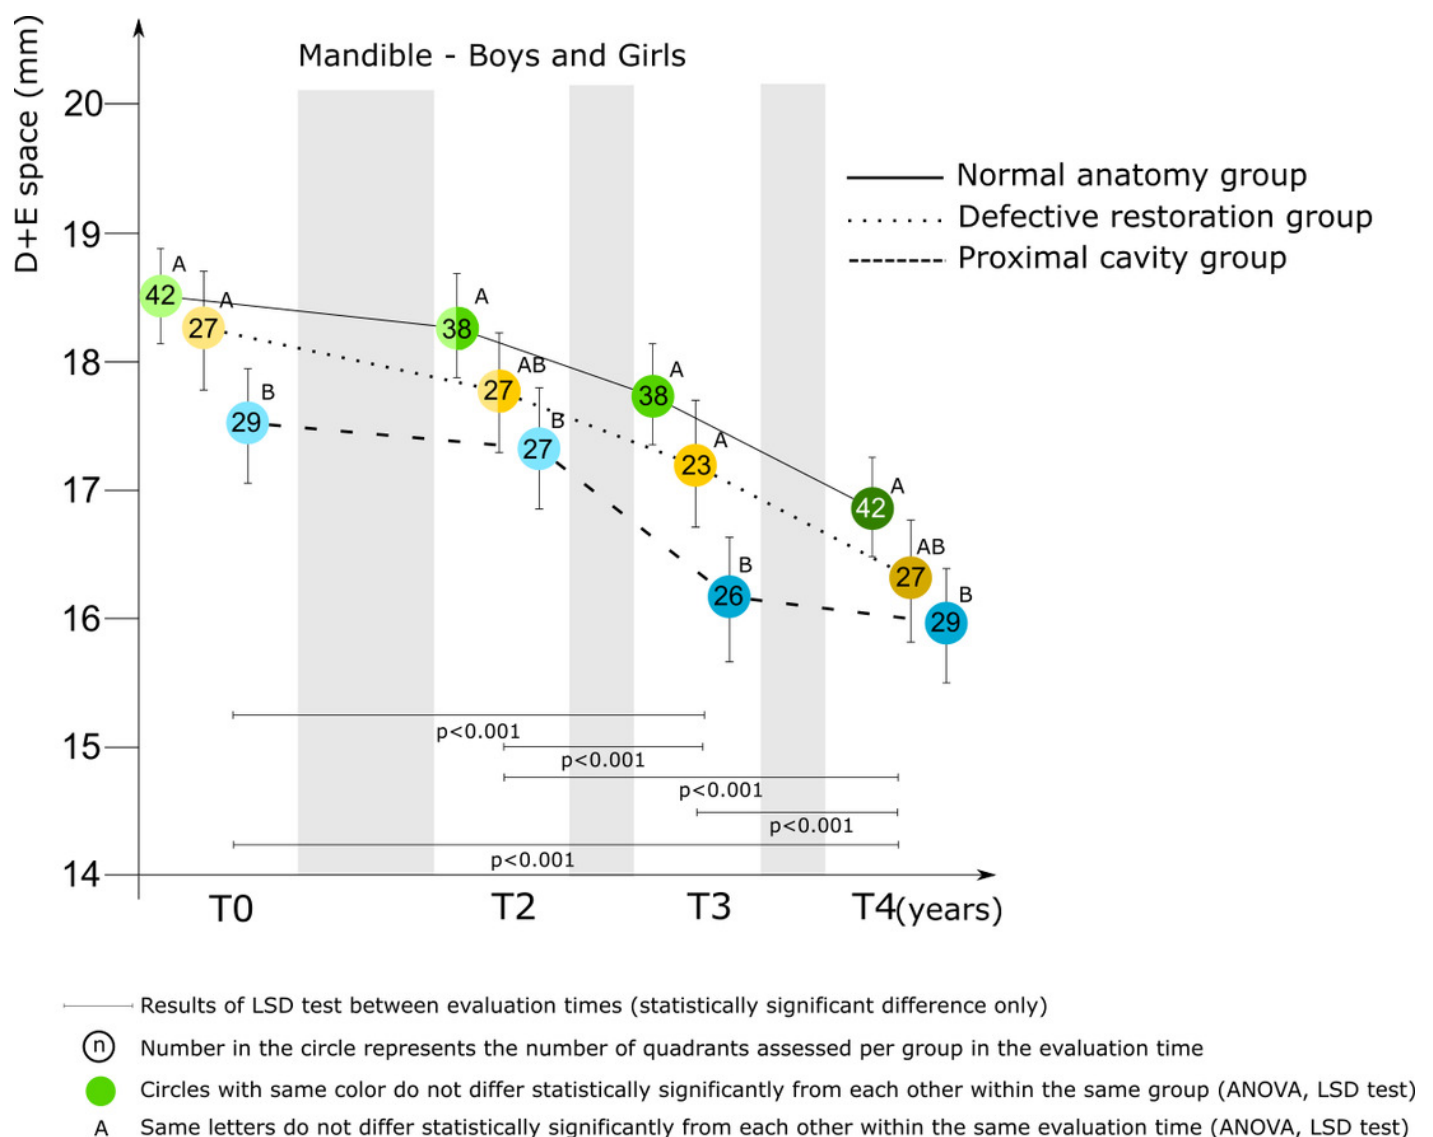 Mandible - Boys and Girls
D+E space (mm)
20
19
18
17
16
15
14
Normal anatomy group
Defective restoration group
Proximal cavity group
42 A
27 A
29 B
38 A
27 AB
27 B
38 A
23 A
26 B
42 A
27 AB
29 B
p<0.001
p<0.001
p<0.001
p<0.001
p<0.001
T0 T2 T3 T4(years)
Results of LSD test between evaluation times (statistically significant difference only)
n Number in the circle represents the number of quadrants assessed per group in the evaluation time
Circles with same color do not differ statistically significantly from each other within the same group (ANOVA, LSD test)
A Same letters do not differ statistically significantly from each other within the same evaluation time (ANOVA, LSD test)